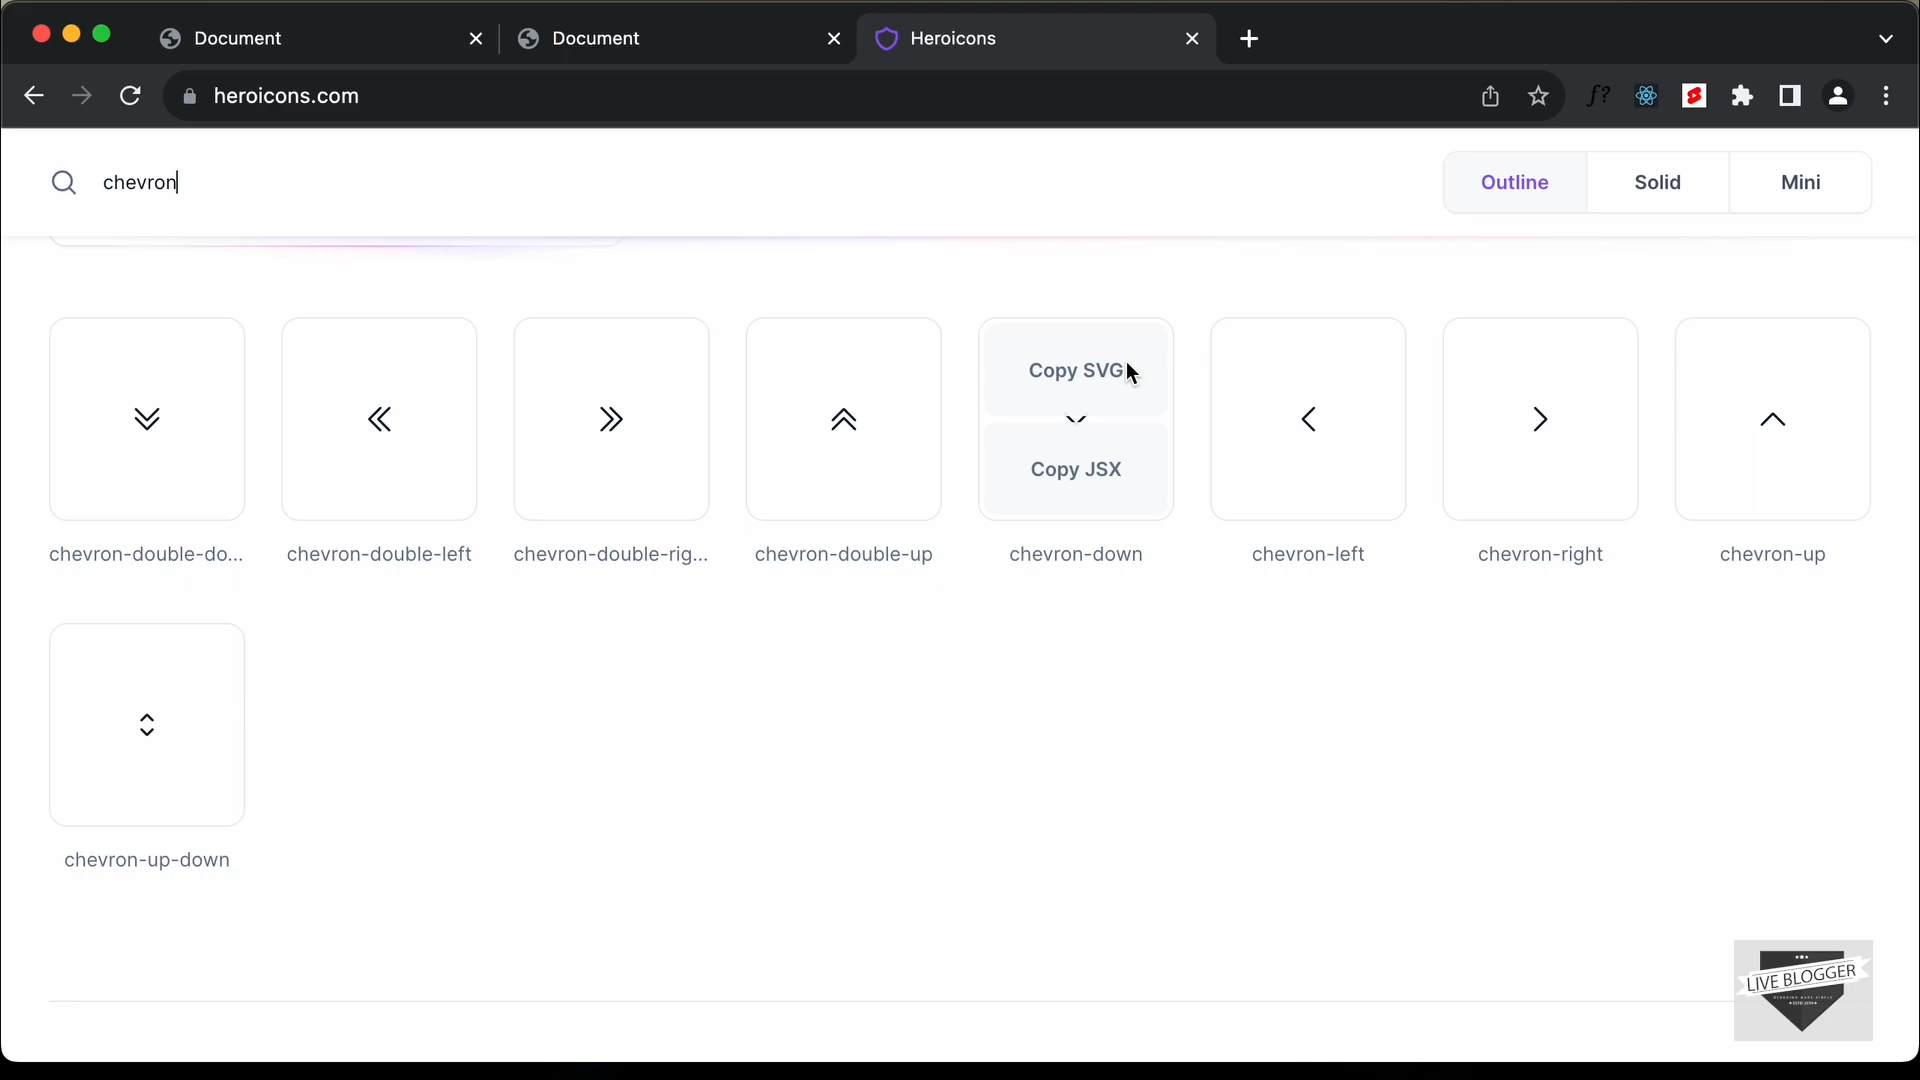 Document
Document
Heroicons
heroicons.com
chevron
Outline
Solid
Mini
Copy SVG
Copy JSX
chevron-double-do...
chevron-double-left
chevron-double-rig...
chevron-double-up
chevron-down
chevron-left
chevron-right
chevron-up
chevron-up-down
LIVE BLOGGER